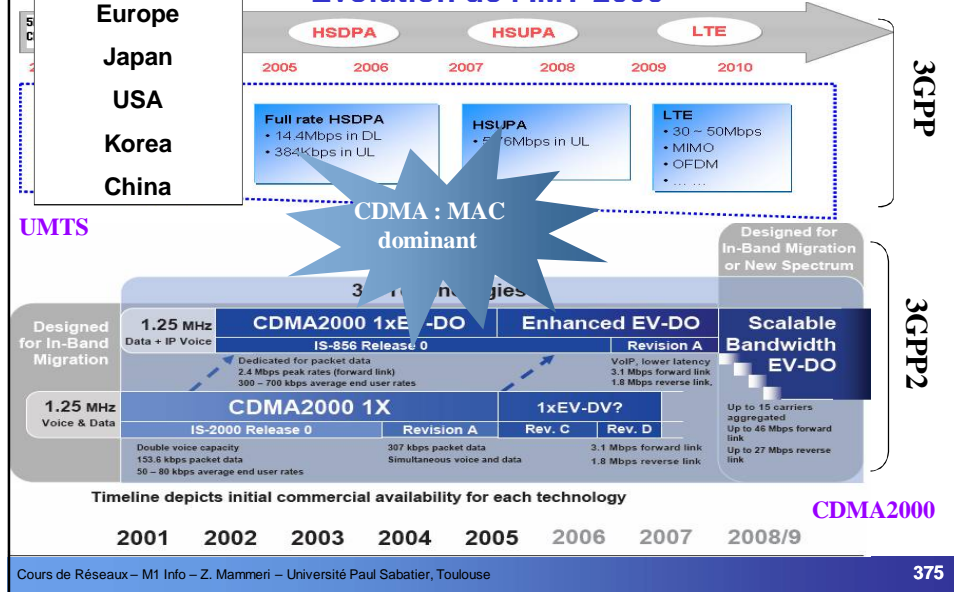 Europe
Japan
USA
Korea
China
HSDPA
HSUPA
LTE
2005
2006
2007
2008
2009
2010
3GPP
Full rate HSDPA
• 14.4Mbps in DL
• 384Kbps in UL
HSUPA
Mbps in UL
LTE
• 30 ~ 50Mbps
• MIMO
• OFDM
• ... ...
UMTS
CDMA : MAC
dominant
Designed for
In-Band Migration
or New Spectrum
Designed
for In-Band
Migration
1.25 MHz
Data + IP Voice
CDMA2000
Enhanced EV-DO
IS-856 Release 0
Revision A
Scalable
Bandwidth
EV-DO
Dedicated for packet data
2.4 Mbps peak rates (forward link)
300 – 700 kbps average end user rates
VoIP, lower latency
3.1 Mbps forward link
1.8 Mbps reverse link,
3GPP2
1.25 MHz
Voice & Data
CDMA2000 1X
1xEV-DV?
IS-2000 Release 0
Revision A
Rev. C
Rev. D
Double voice capacity
153.6 kbps packet data
50 – 80 kbps average end user rates
307 kbps packet data
Simultaneous voice and data
3.1 Mbps forward link
1.8 Mbps reverse link
Up to 15 carriers
aggregated
Up to 46 Mbps forward
link
Up to 27 Mbps reverse
link
Timeline depicts initial commercial availability for each technology
CDMA2000
2001
2002
2003
2004
2005
2006
2007
2008/9
Cours de Réseaux – M1 Info – Z. Mammeri – Université Paul Sabatier, Toulouse
375